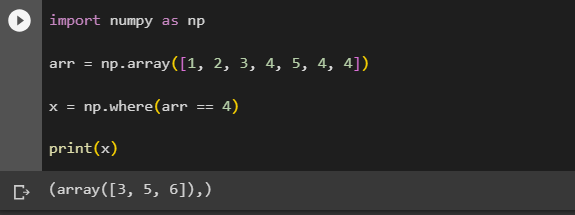 import numpy as np
arr = np.array([1, 2, 3, 4, 5, 4, 4])
x = np.where(arr == 4)
print(x)
(array([3, 5, 6]),)